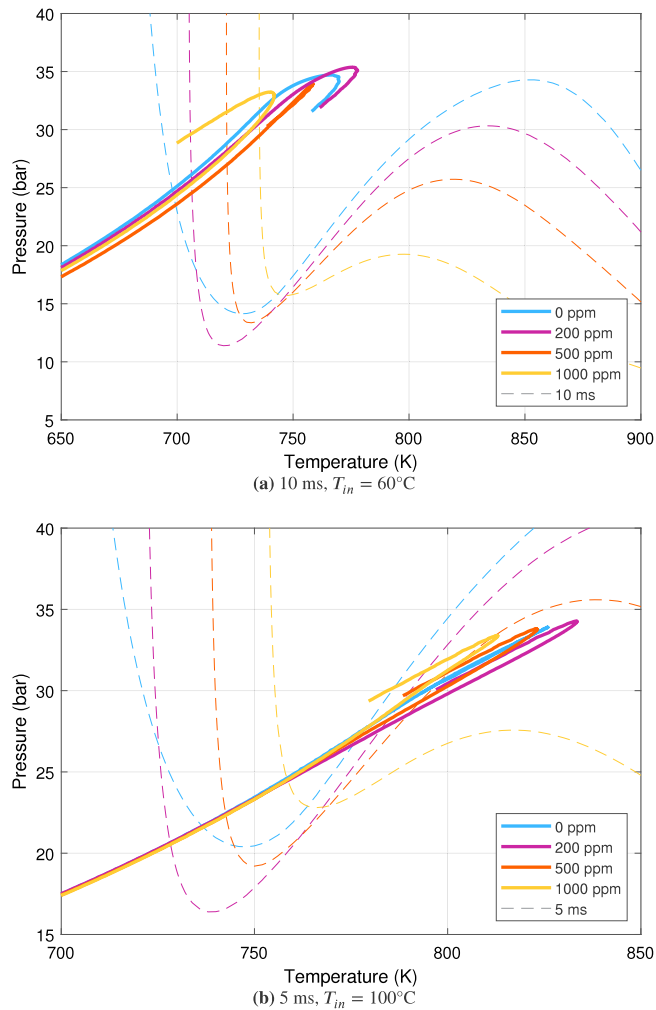 40
35
30
25
20
15
10
5
Pressure (bar)
650
700
750
800
850
900
Temperature (K)
0 ppm
200 ppm
500 ppm
1000 ppm
10 ms
(a) 10 ms, T_in = 60°C
40
35
30
25
20
15
Pressure (bar)
700
750
800
850
Temperature (K)
0 ppm
200 ppm
500 ppm
1000 ppm
5 ms
(b) 5 ms, T_in = 100°C